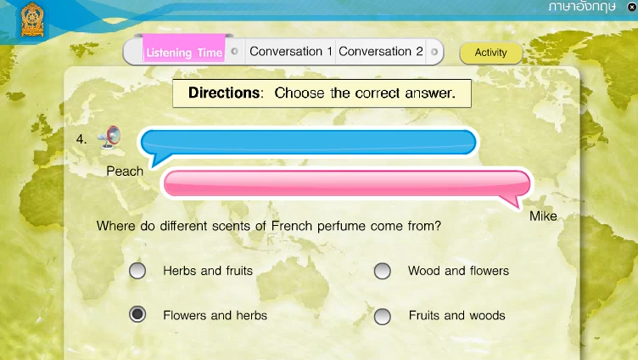 ภาษาอังกฤษ
Listening Time Conversation 1 Conversation 2 Activity
Directions: Choose the correct answer.
4.
Peach
Mike
Where do different scents of French perfume come from?
Herbs and fruits Wood and flowers
Flowers and herbs Fruits and woods